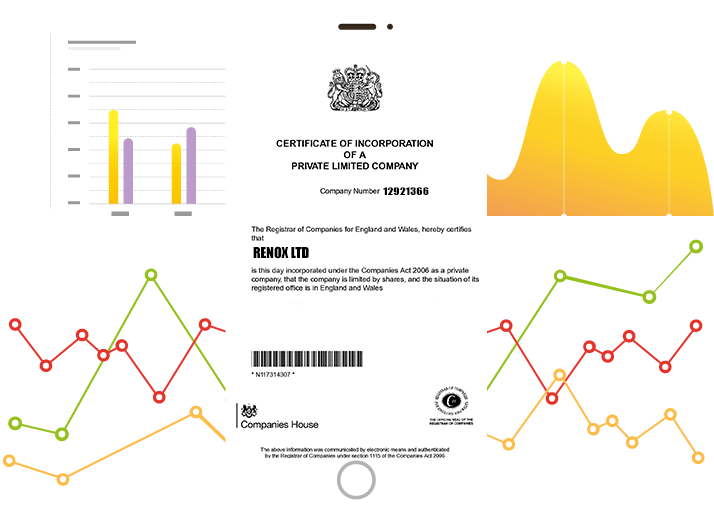 CERTIFICATE OF INCORPORATION
OF A
PRIVATE LIMITED COMPANY
Company Number 12921366
The Registrar of Companies for England and Wales, hereby certifies
that
RENOX LTD
is this day incorporated under the Companies Act 2006 as a private
company, that the company is limited by shares, and the situation of its
registered office is in England and Wales
* N117314307 *
Companies House
THE OFFICIAL SEAL OF THE
REGISTRAR OF COMPANIES
The above information was communicated by electronic means and authenticated
by the Registrar of Companies under section 1115 of the Companies Act 2006